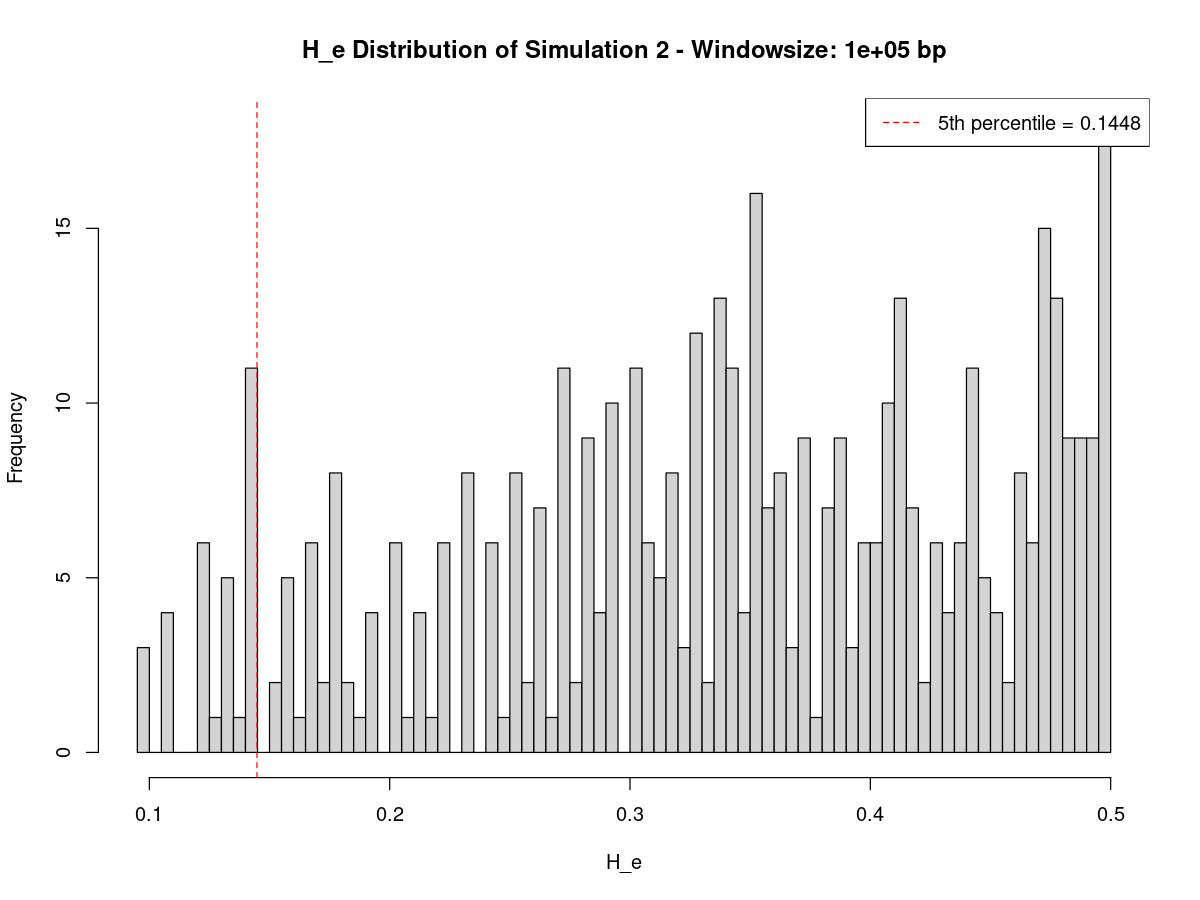 H_e Distribution of Simulation 2 - Windowsize: 1e+05 bp
5th percentile = 0.1448
15
10
5
0
Frequency
0.1
0.2
0.3
0.4
0.5
H_e